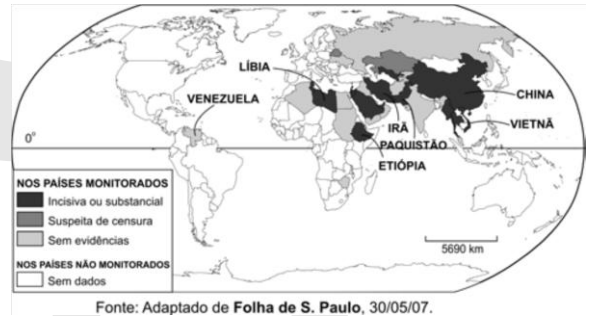 LÍBIA
VENEZUELA
CHINA
IRÃ
VIETNÃ
PAQUISTÃO
ETIÓPIA
0°
NOS PAÍSES MONITORADOS
Incisiva ou substancial
Suspeita de censura
Sem evidências
NOS PAÍSES NÃO MONITORADOS
Sem dados
5690 km
Fonte: Adaptado de Folha de S. Paulo, 30/05/07.